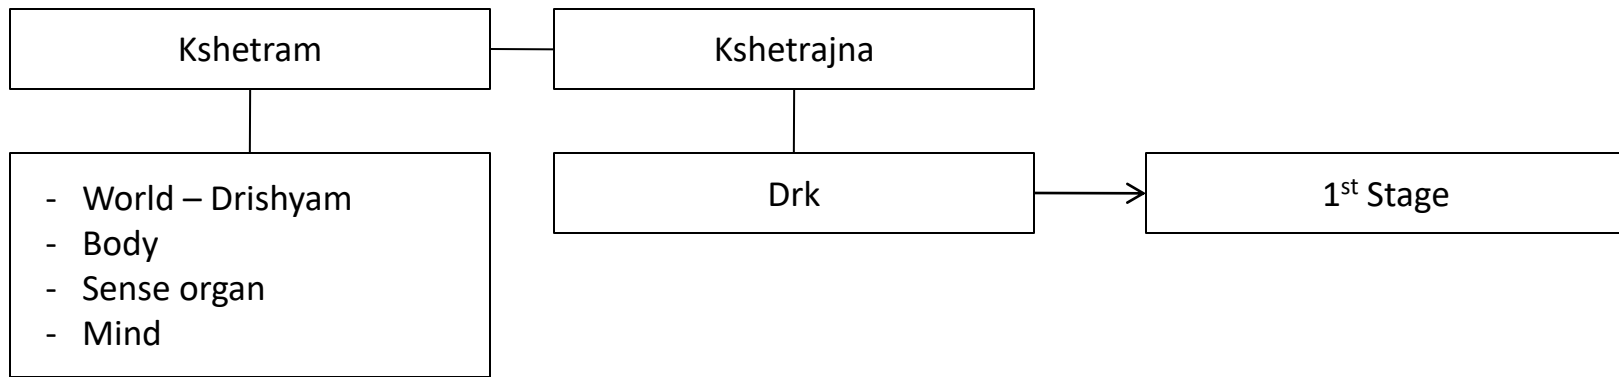 Kshetram
Kshetrajna
- World – Drishyam
- Body
- Sense organ
- Mind
Drk
1st Stage